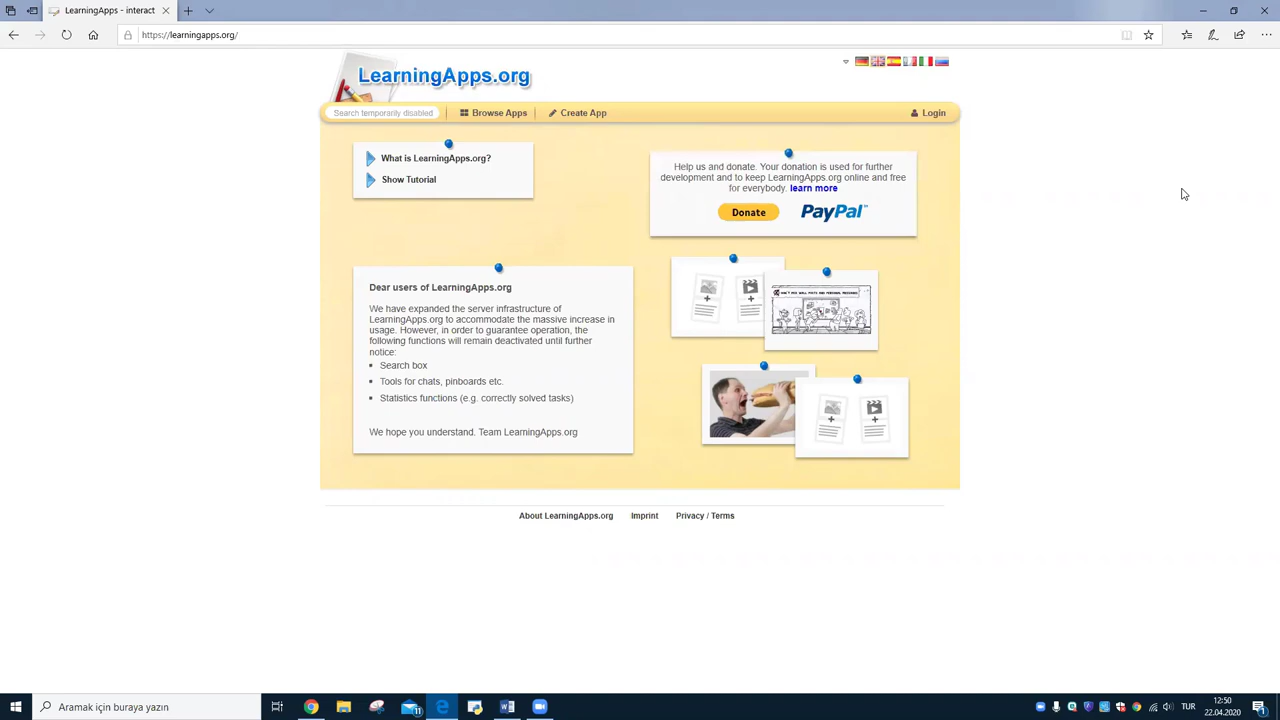 LearningApps - interact
https://learningapps.org/
LearningApps.org
Search temporarily disabled
Browse Apps
Create App
Login
What is LearningApps.org?
Show Tutorial
Help us and donate. Your donation is used for further
development and to keep LearningApps.org online and free
for everybody. learn more
Donate
PayPal
Dear users of LearningApps.org
We have expanded the server infrastructure of
LearningApps.org to accommodate the massive increase in
usage. However, in order to guarantee operation, the
following functions will remain deactivated until further
notice:
Search box
Tools for chats, pinboards etc.
Statistics functions (e.g. correctly solved tasks)
We hope you understand. Team LearningApps.org
About LearningApps.org
Imprint
Privacy / Terms
Aramak için buraya yazın
11
TUR
12:50
22.04.2020
1